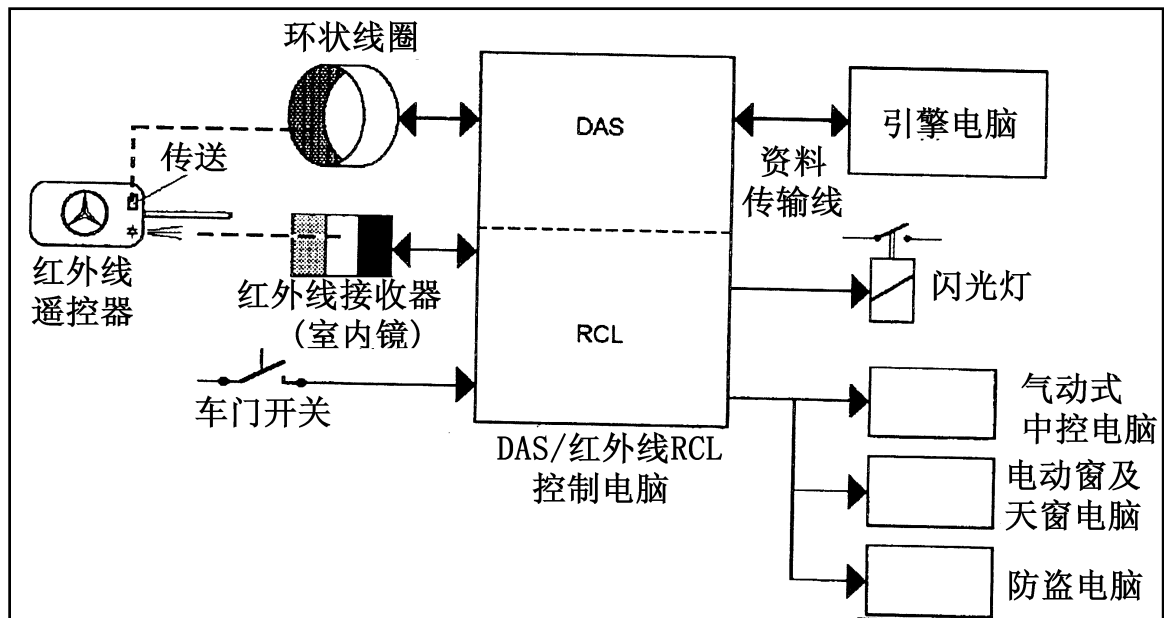 环状线圈
DAS
引擎电脑
传送
资料
传输线
红外线
遥控器
红外线接收器
(室内镜)
闪光灯
RCL
车门开关
气动式
中控电脑
DAS/红外线RCL
控制电脑
电动窗及
天窗电脑
防盗电脑